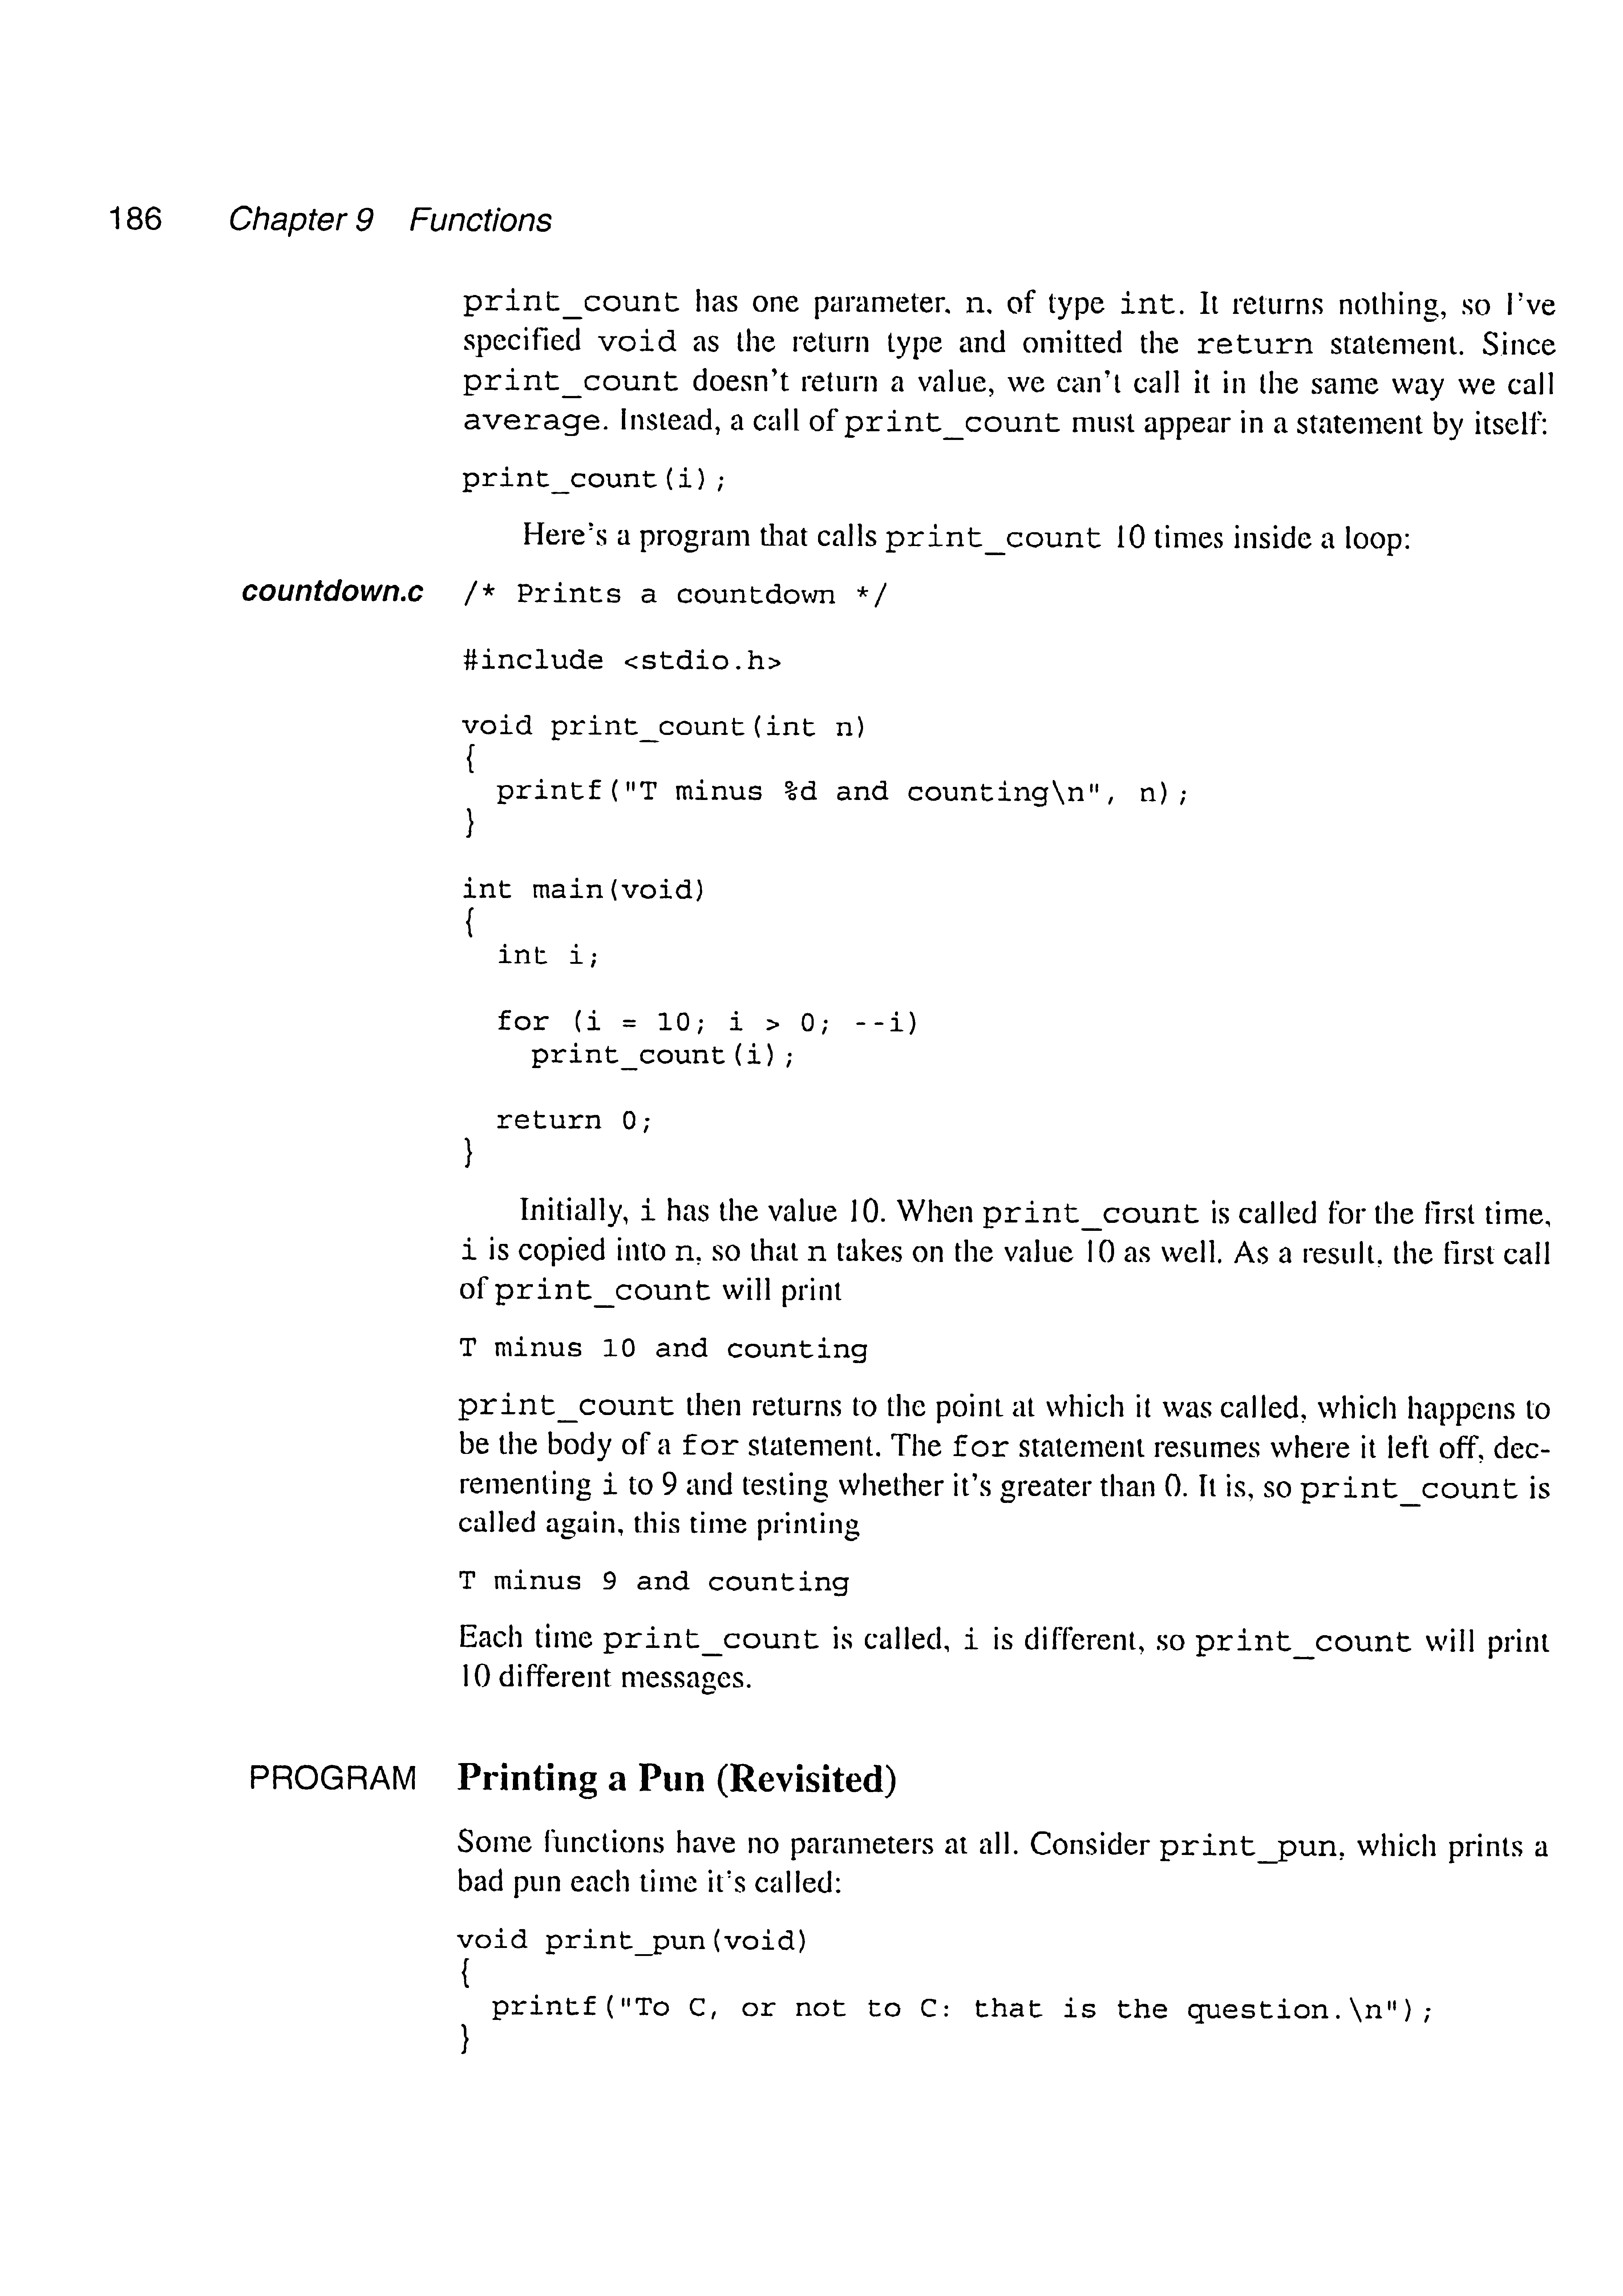 186 Chapter 9 Functions
print_count has one parameter, n, of type int. It returns nothing, so I've
specified void as the return type and omitted the return statement. Since
print_count doesn't return a value, we can't call it in the same way we call
average. Instead, a call of print_count must appear in a statement by itself:
print_count(i);
Here's a program that calls print_count 10 times inside a loop:
countdown.c /* Prints a countdown */
#include <stdio.h>
void print_count(int n)
{
  printf("T minus %d and counting\n", n);
}
int main(void)
{
  int i;
  for (i = 10; i > 0; --i)
    print_count(i);
  return 0;
}
Initially, i has the value 10. When print_count is called for the first time,
i is copied into n, so that n takes on the value 10 as well. As a result, the first call
of print_count will print
T minus 10 and counting
print_count then returns to the point at which it was called, which happens to
be the body of a for statement. The for statement resumes where it left off, dec-
rementing i to 9 and testing whether it's greater than 0. It is, so print_count is
called again, this time printing
T minus 9 and counting
Each time print_count is called, i is different, so print_count will print
10 different messages.
PROGRAM Printing a Pun (Revisited)
Some functions have no parameters at all. Consider print_pun, which prints a
bad pun each time it's called:
void print_pun(void)
{
  printf("To C, or not to C: that is the question.\n");
}